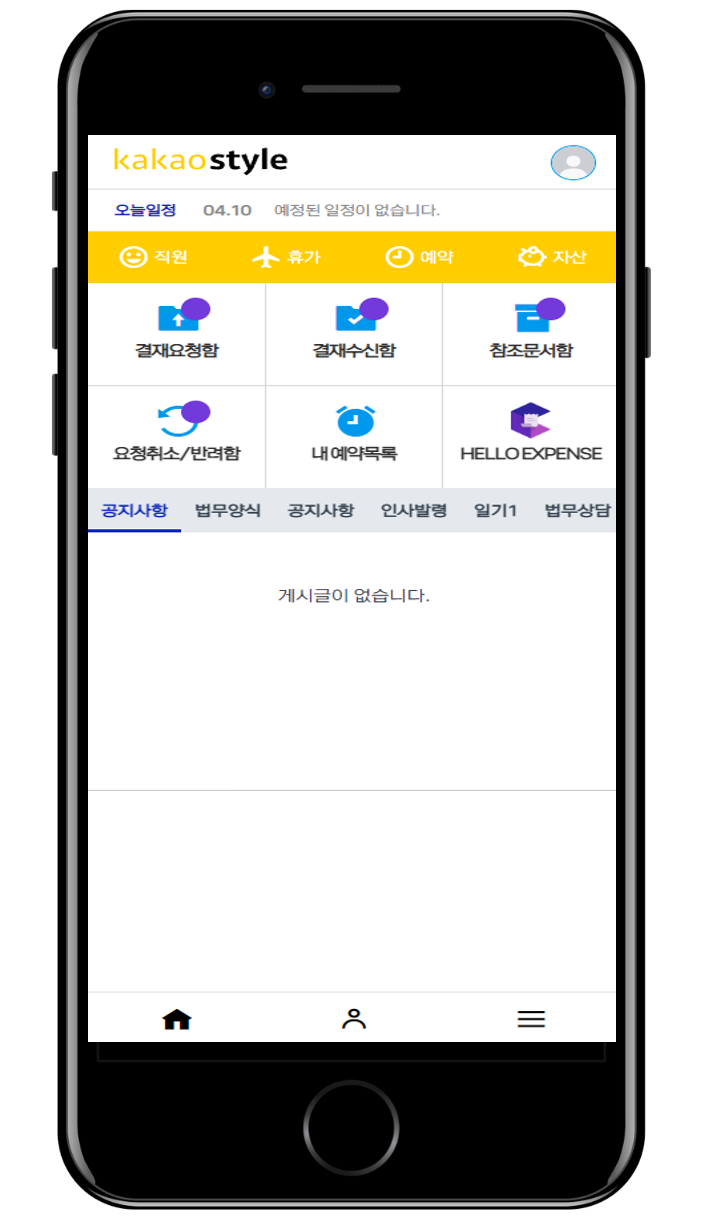 kakaostyle
오늘일정 04.10 예정된 일정이 없습니다.
직원 휴가 예약 자산
결재요청함 결재수신함 참조문서함
요청취소/반려함 내 예약목록 HELLO EXPENSE
공지사항 법무양식 공지사항 인사발령 일기1 법무상담
게시글이 없습니다.